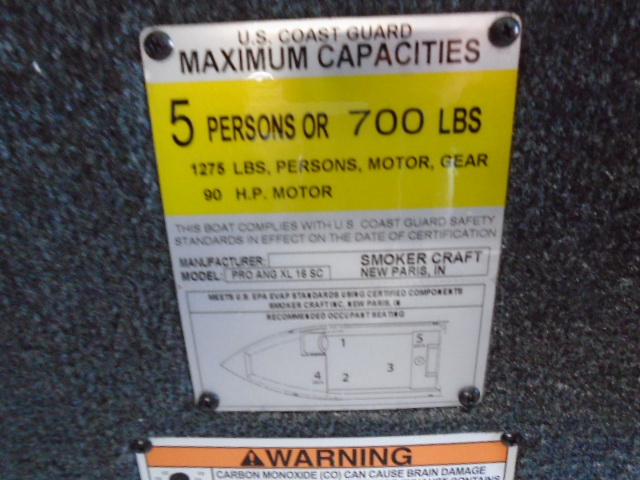 U.S. COAST GUARD
MAXIMUM CAPACITIES
5 PERSONS OR 700 LBS
1275 LBS, PERSONS, MOTOR, GEAR
90 H.P. MOTOR
THIS BOAT COMPLIES WITH U.S. COAST GUARD SAFETY
STANDARDS IN EFFECT ON THE DATE OF CERTIFICATION
MANUFACTURER: SMOKER CRAFT
MODEL: PRO ANG XL 16 SC NEW PARIS, IN
MEETS U.S. EPA EVAP STANDARDS USING CERTIFIED COMPONENTS
SMOKER CRAFT INC. NEW PARIS, IN
RECOMMENDED OCCUPANT SEATING
1 5
4 2 3
WARNING
CARBON MONOXIDE (CO) CAN CAUSE BRAIN DAMAGE
CONTAINS